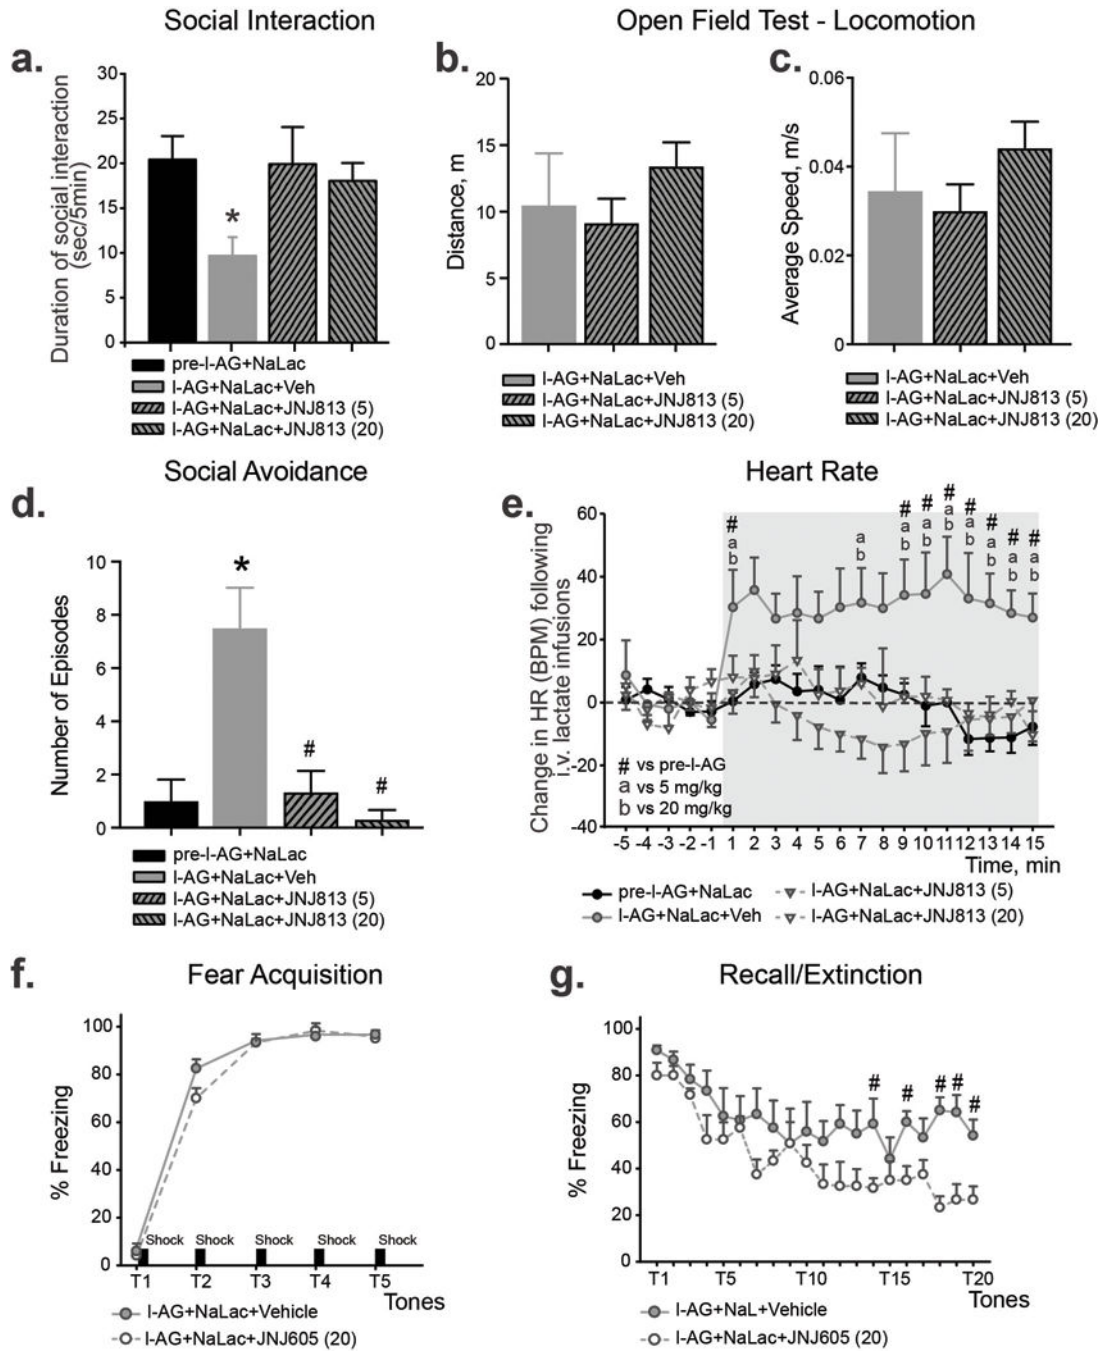 Social Interaction
Open Field Test - Locomotion
a.
b.
c.
Duration of social interaction
(sec/5min)
30
25
20
15
10
5
0
*
pre-l-AG+NaLac
l-AG+NaLac+Veh
l-AG+NaLac+JNJ813 (5)
l-AG+NaLac+JNJ813 (20)
Distance, m
20
15
10
5
0
l-AG+NaLac+Veh
l-AG+NaLac+JNJ813 (5)
l-AG+NaLac+JNJ813 (20)
Average Speed, m/s
0.06
0.04
0.02
0
l-AG+NaLac+Veh
l-AG+NaLac+JNJ813 (5)
l-AG+NaLac+JNJ813 (20)
Social Avoidance
Heart Rate
d.
e.
Number of Episodes
10
8
6
4
2
0
*
#
#
pre-l-AG+NaLac
l-AG+NaLac+Veh
l-AG+NaLac+JNJ813 (5)
l-AG+NaLac+JNJ813 (20)
Change in HR (BPM) following
i.v. lactate infusions
60
40
20
0
-20
-40
# # # # # # # #
a a a a a a a a a
b b b b b b b b b
# vs pre-l-AG
a vs 5 mg/kg
b vs 20 mg/kg
-5 -4 -3 -2 -1 1 2 3 4 5 6 7 8 9 10 11 12 13 14 15
Time, min
pre-l-AG+NaLac
l-AG+NaLac+JNJ813 (5)
l-AG+NaLac+Veh
l-AG+NaLac+JNJ813 (20)
f.
Fear Acquisition
g.
Recall/Extinction
% Freezing
100
80
60
40
20
0
Shock Shock Shock Shock Shock
T1 T2 T3 T4 T5
Tones
l-AG+NaLac+Vehicle
l-AG+NaLac+JNJ605 (20)
% Freezing
100
80
60
40
20
0
# # # # #
T1 T5 T10 T15 T20
Tones
l-AG+NaL+Vehicle
l-AG+NaLac+JNJ605 (20)